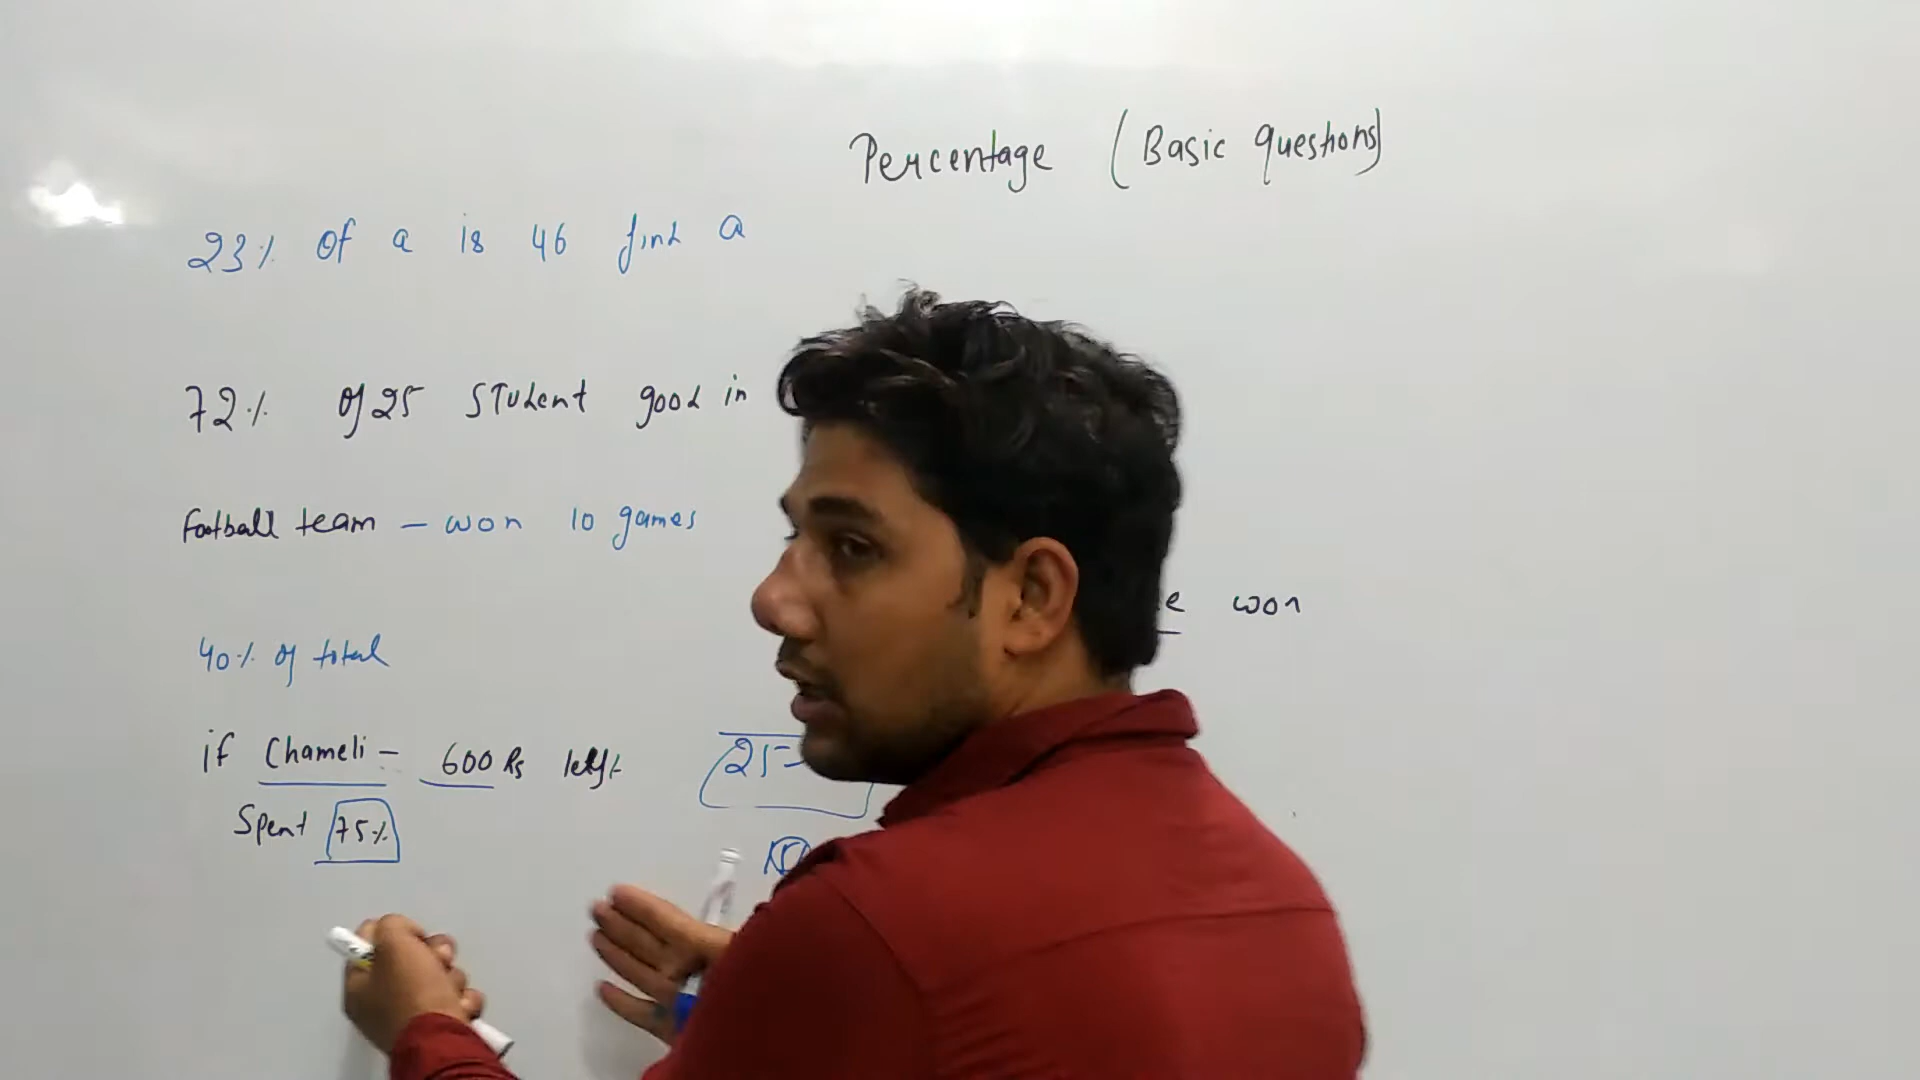 Percentage (Basic questions)
23% of a is 46 find a
72% of 25 student good in
Football team - won 10 games
won
40% of total
if Chameli - 600 Rs left
Spent 75%